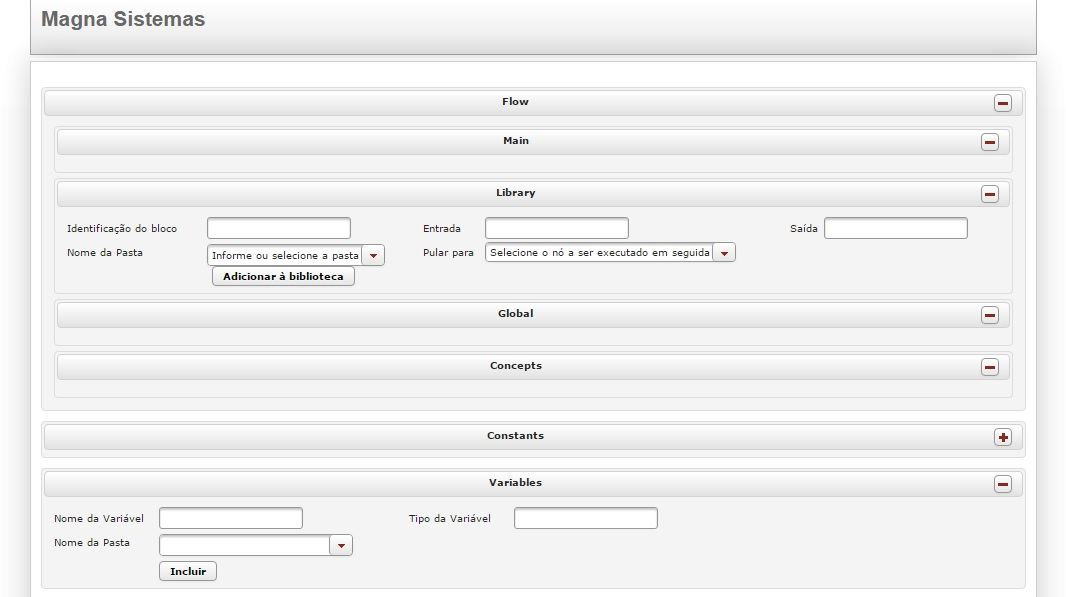 Magna Sistemas
Flow
Main
Library
Identificação do bloco Entrada Saída
Nome da Pasta Informe ou selecione a pasta Pular para Selecione o nó a ser executado em seguida
Adicionar à biblioteca
Global
Concepts
Constants
Variables
Nome da Variável Tipo da Variável
Nome da Pasta
Incluir